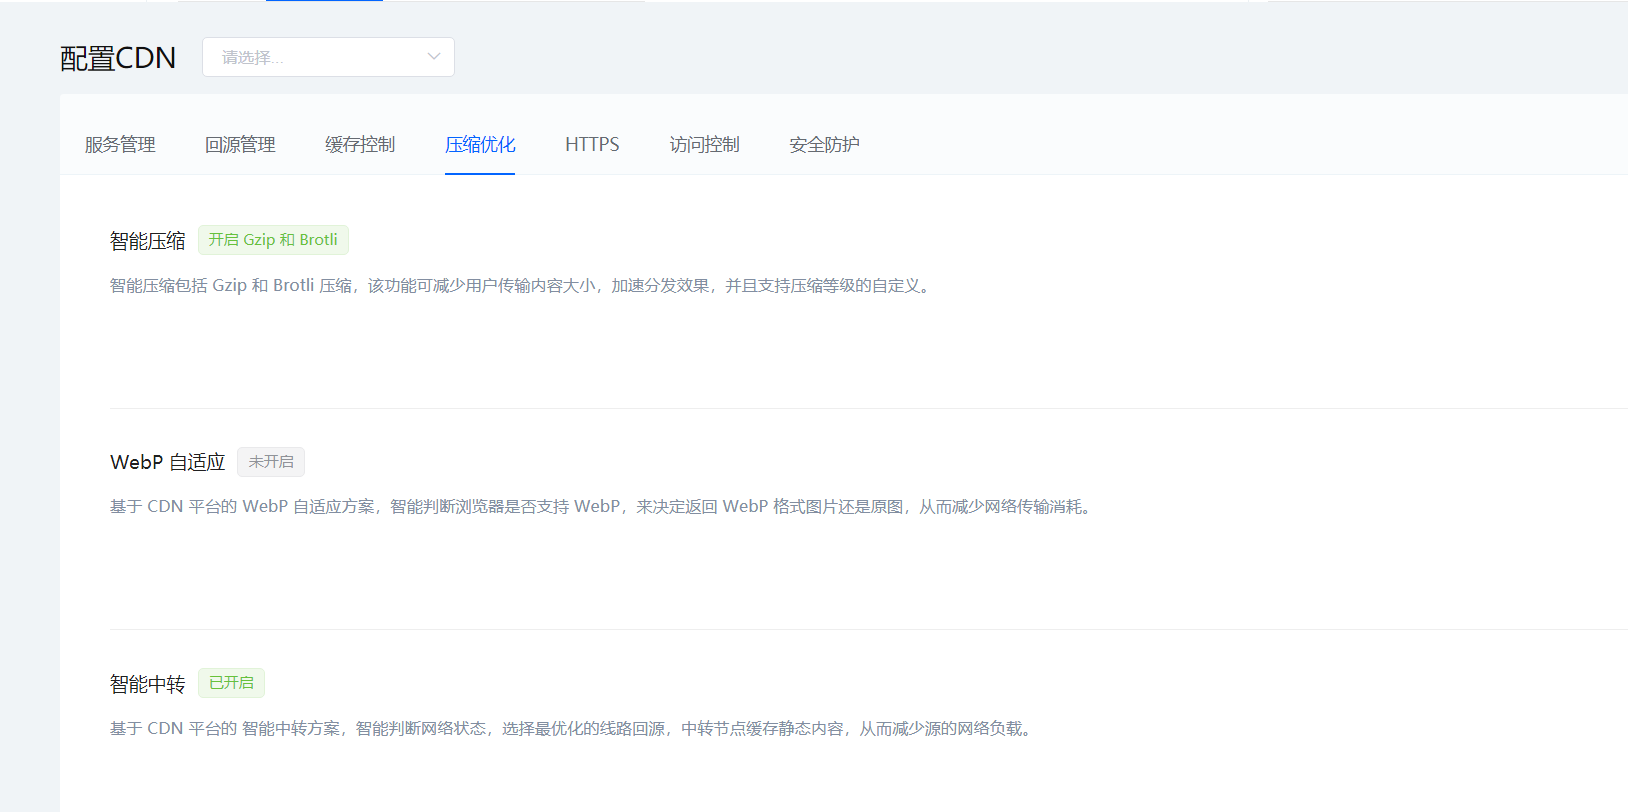 配置CDN 请选择...
服务管理 回源管理 缓存控制 压缩优化 HTTPS 访问控制 安全防护
智能压缩 开启 Gzip 和 Brotli
智能压缩包括 Gzip 和 Brotli 压缩，该功能可减少用户传输内容大小，加速分发效果，并且支持压缩等级的自定义。
WebP 自适应 未开启
基于 CDN 平台的 WebP 自适应方案，智能判断浏览器是否支持 WebP，来决定返回 WebP 格式图片还是原图，从而减少网络传输消耗。
智能中转 已开启
基于 CDN 平台的 智能中转方案，智能判断网络状态，选择最优化的线路回源，中转节点缓存静态内容，从而减少源的网络负载。